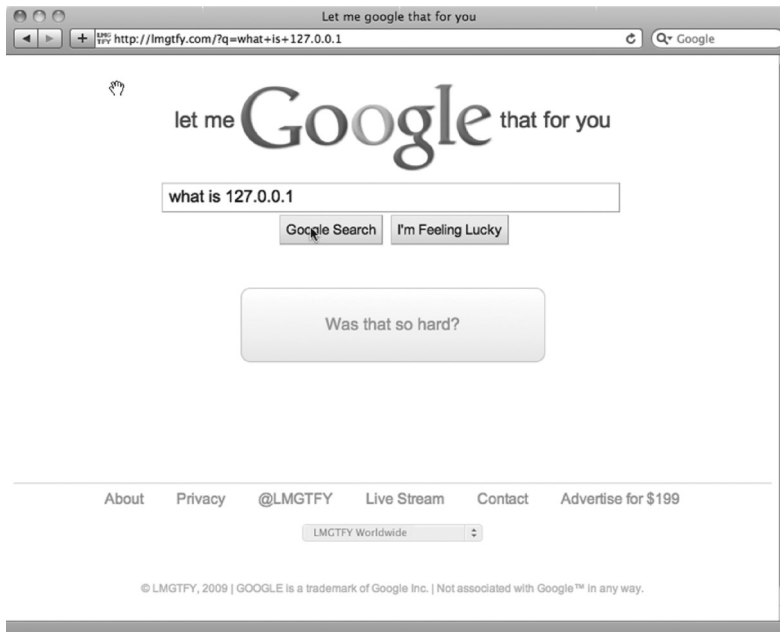 Let me google that for you
LMG TFY http://lmgtfy.com/?q=what+is+127.0.0.1 Google
let me Google that for you
what is 127.0.0.1
Google Search I'm Feeling Lucky
Was that so hard?
About Privacy @LMGTFY Live Stream Contact Advertise for $199
LMGTFY Worldwide
© LMGTFY, 2009 | GOOGLE is a trademark of Google Inc. | Not associated with Google™ in any way.